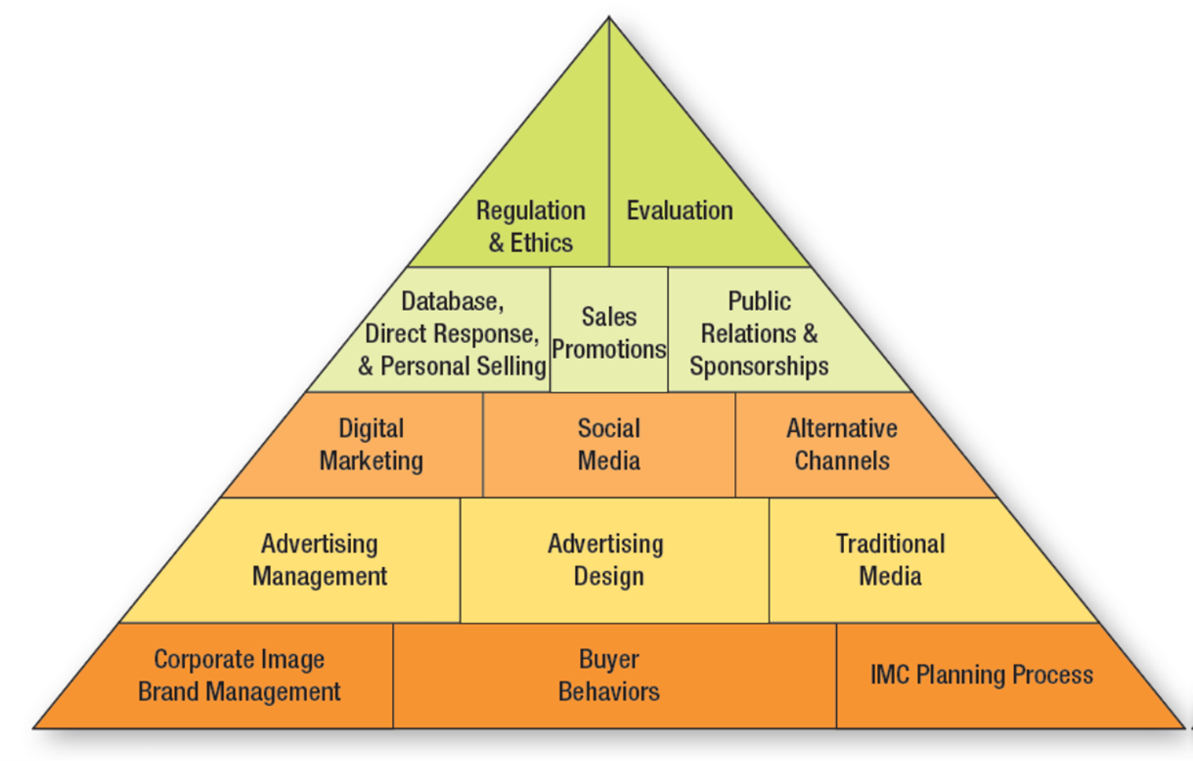 Regulation
& Ethics
Evaluation
Database,
Direct Response,
& Personal Selling
Sales
Promotions
Public
Relations &
Sponsorships
Digital
Marketing
Social
Media
Alternative
Channels
Advertising
Management
Advertising
Design
Traditional
Media
Corporate Image
Brand Management
Buyer
Behaviors
IMC Planning Process